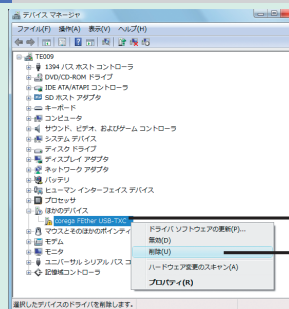 デバイス マネージャ
ファイル(F) 操作(A) 表示(V) ヘルプ(H)
TE009
1394 バス ホスト コントローラ
DVD/CD-ROM ドライブ
IDE ATA/ATAPI コントローラ
SD ホスト アダプタ
キーボード
コンピュータ
サウンド、ビデオ、およびゲーム コントローラ
システム デバイス
ディスク ドライブ
ディスプレイ アダプタ
ネットワーク アダプタ
バッテリ
ヒューマン インターフェイス デバイス
プロセッサ
ほかのデバイス
corega FEther USB-TXC
マウスとそのほかのポインティ
モデム
モニタ
ユニバーサル シリアル バス コ
記憶域コントローラ
ドライバ ソフトウェアの更新(P)...
無効(D)
削除(U)
ハードウェア変更のスキャン(A)
プロパティ(R)
選択したデバイスのドライバを削除します。